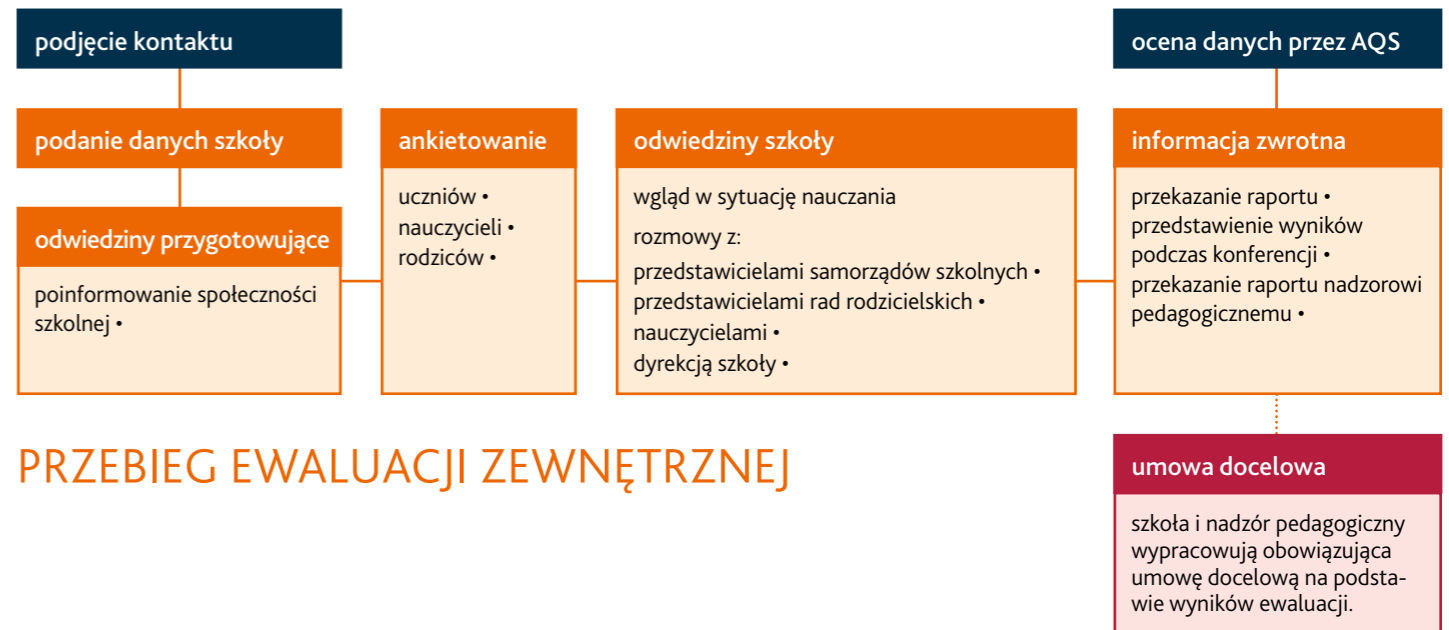 podjęcie kontaktu
podanie danych szkoły
odwiedziny przygotowujące
poinformowanie społeczności
szkolnej •
ankietowanie
uczniów •
nauczycieli •
rodziców •
odwiedziny szkoły
wgląd w sytuację nauczania
rozmowy z:
przedstawicielami samorządów szkolnych •
przedstawicielami rad rodzicielskich •
nauczycielami •
dyrekcją szkoły •
ocena danych przez AQS
informacja zwrotna
przekazanie raportu •
przedstawienie wyników
podczas konferencji •
przekazanie raportu nadzorowi
pedagogicznemu •
umowa docelowa
szkoła i nadzór pedagogiczny
wypracowują obowiązująca
umowę docelową na podsta-
wie wyników ewaluacji.
PRZEBIEG EWALUACJI ZEWNĘTRZNEJ